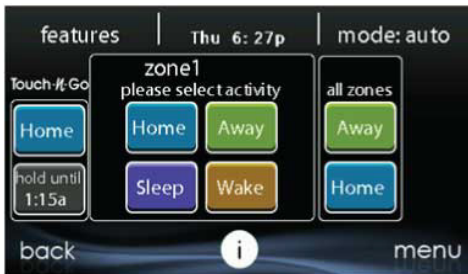 features Thu 6: 27p mode: auto
Touch-N-Go
Home
hold until
1:15a
zone1
please select activity
Home Away
Sleep Wake
all zones
Away
Home
back i menu